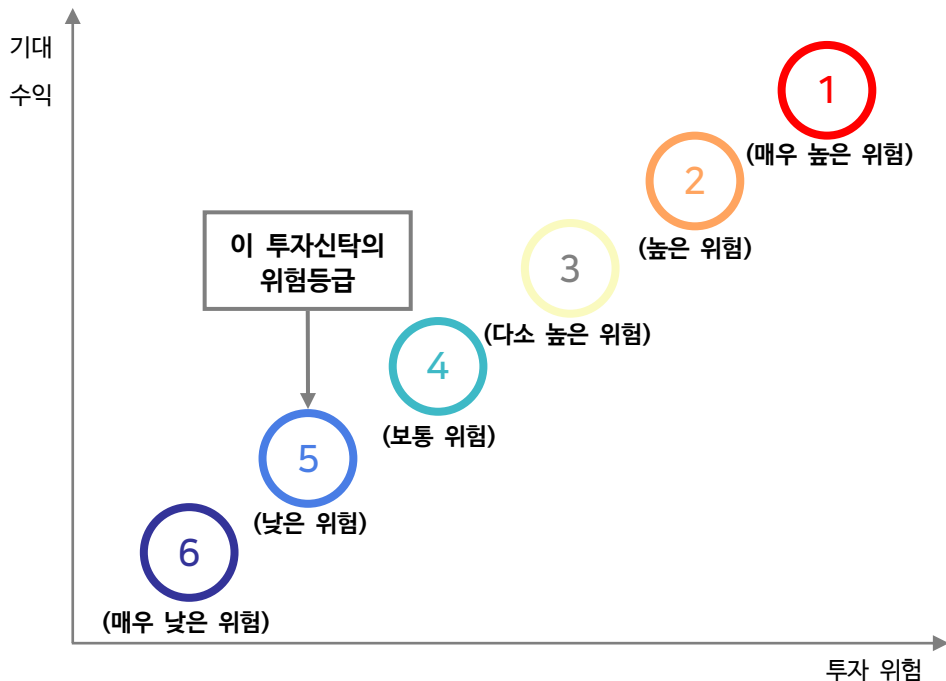 기대
수익
1
(매우 높은 위험)
2
(높은 위험)
이 투자신탁의
위험등급
3
(다소 높은 위험)
4
(보통 위험)
5
(낮은 위험)
6
(매우 낮은 위험)
투자 위험